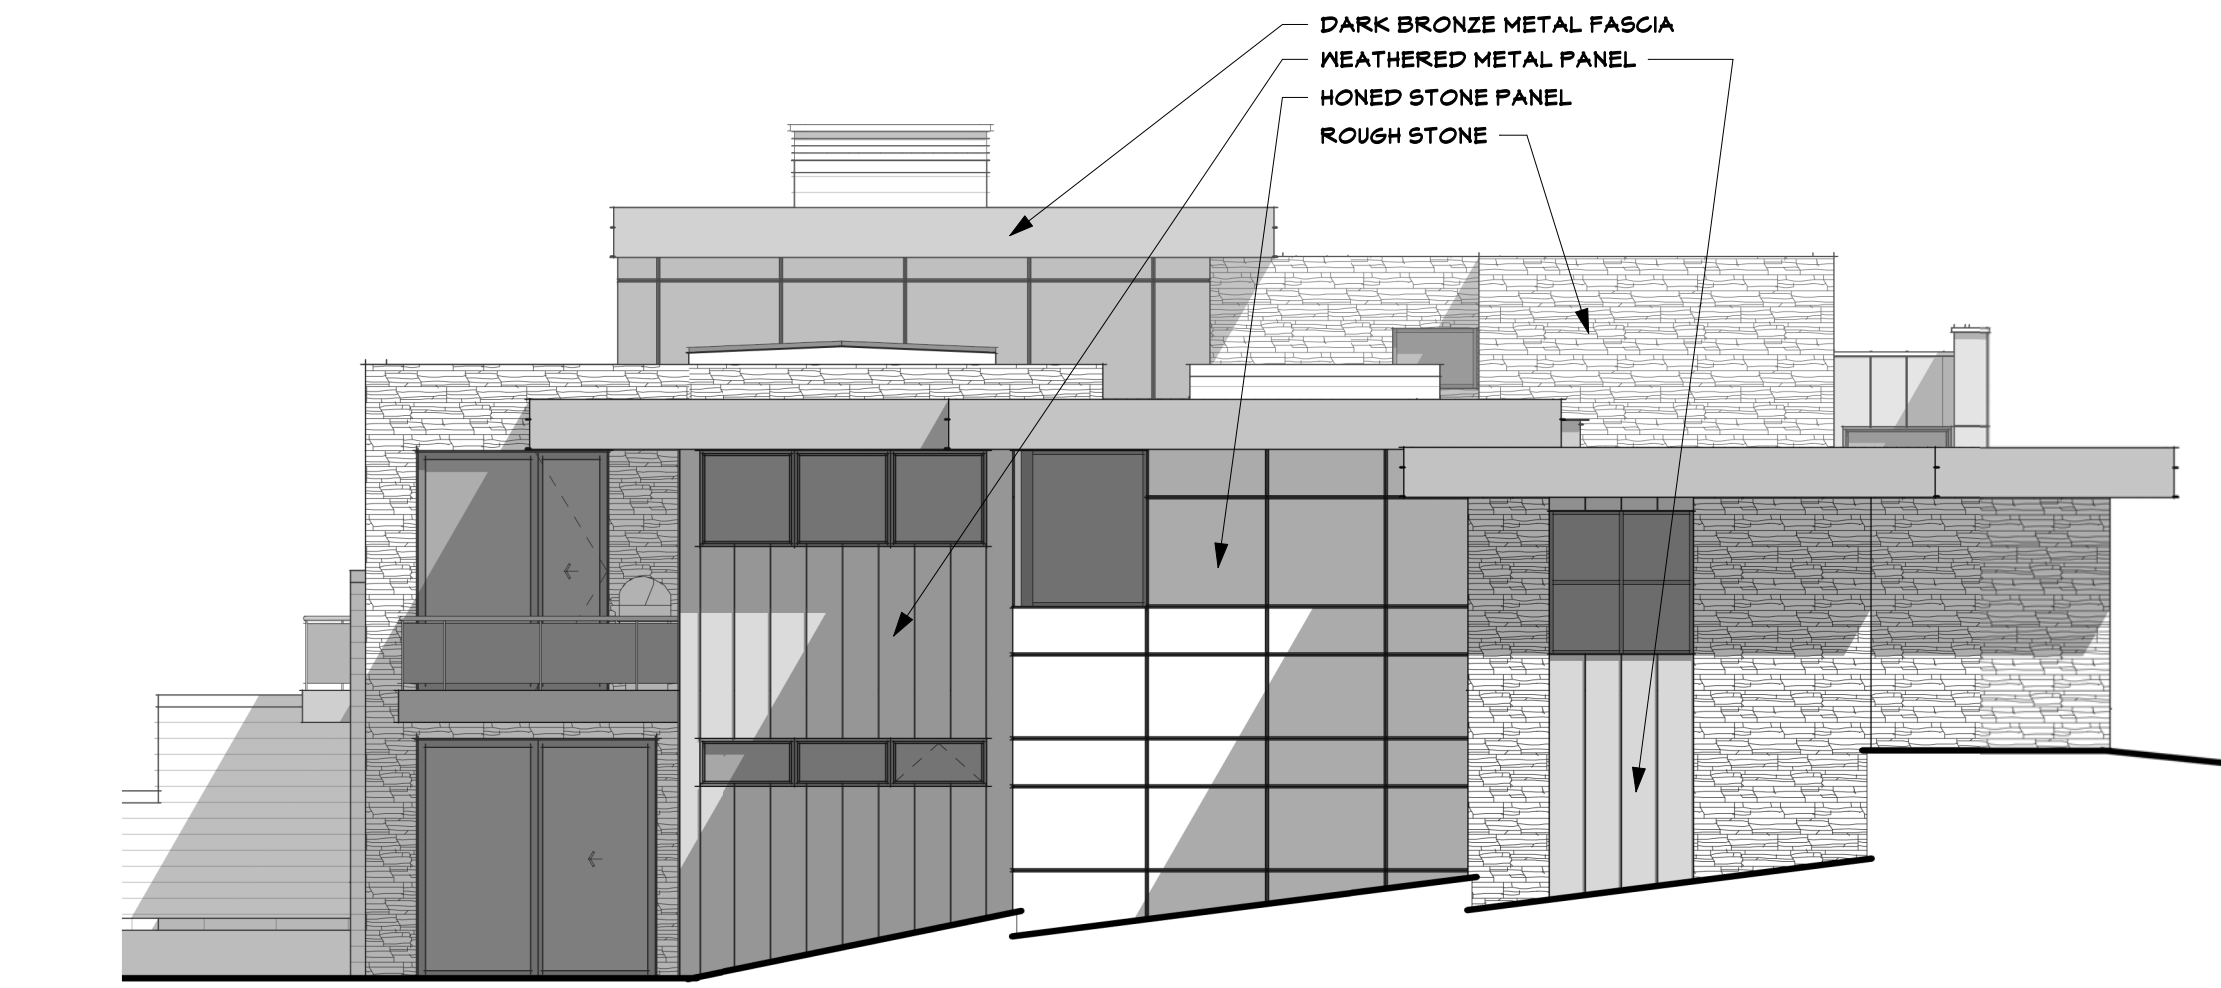 DARK BRONZE METAL FASCIA
WEATHERED METAL PANEL
HONED STONE PANEL
ROUGH STONE